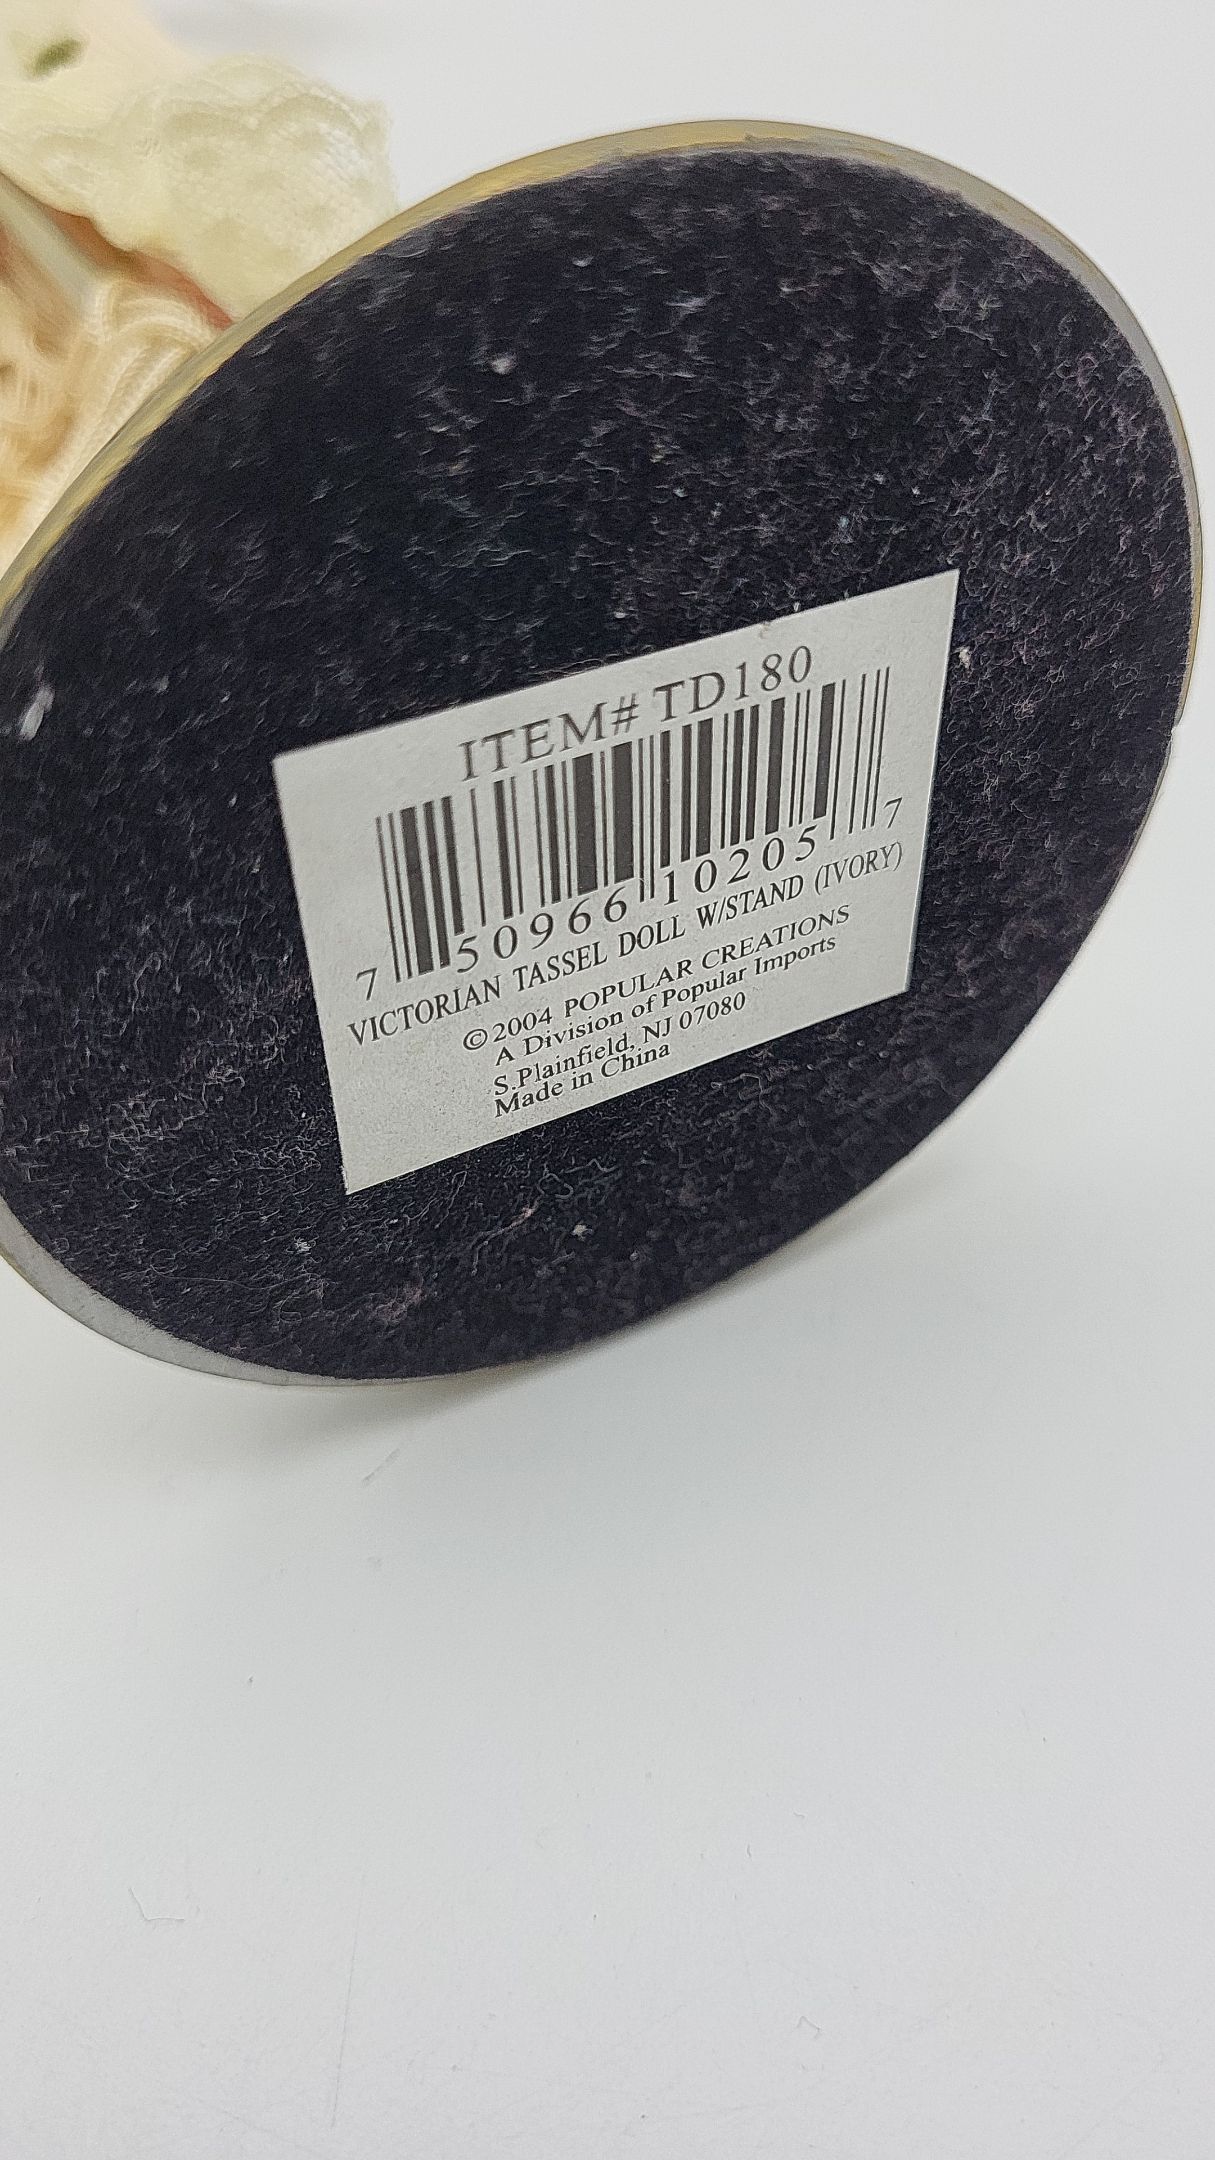 ITEM# TD180
7 50966 10205 7
VICTORIAN TASSEL DOLL W/STAND (IVORY)
©2004 POPULAR CREATIONS
A Division of Popular Imports
S.Plainfield, NJ 07080
Made in China